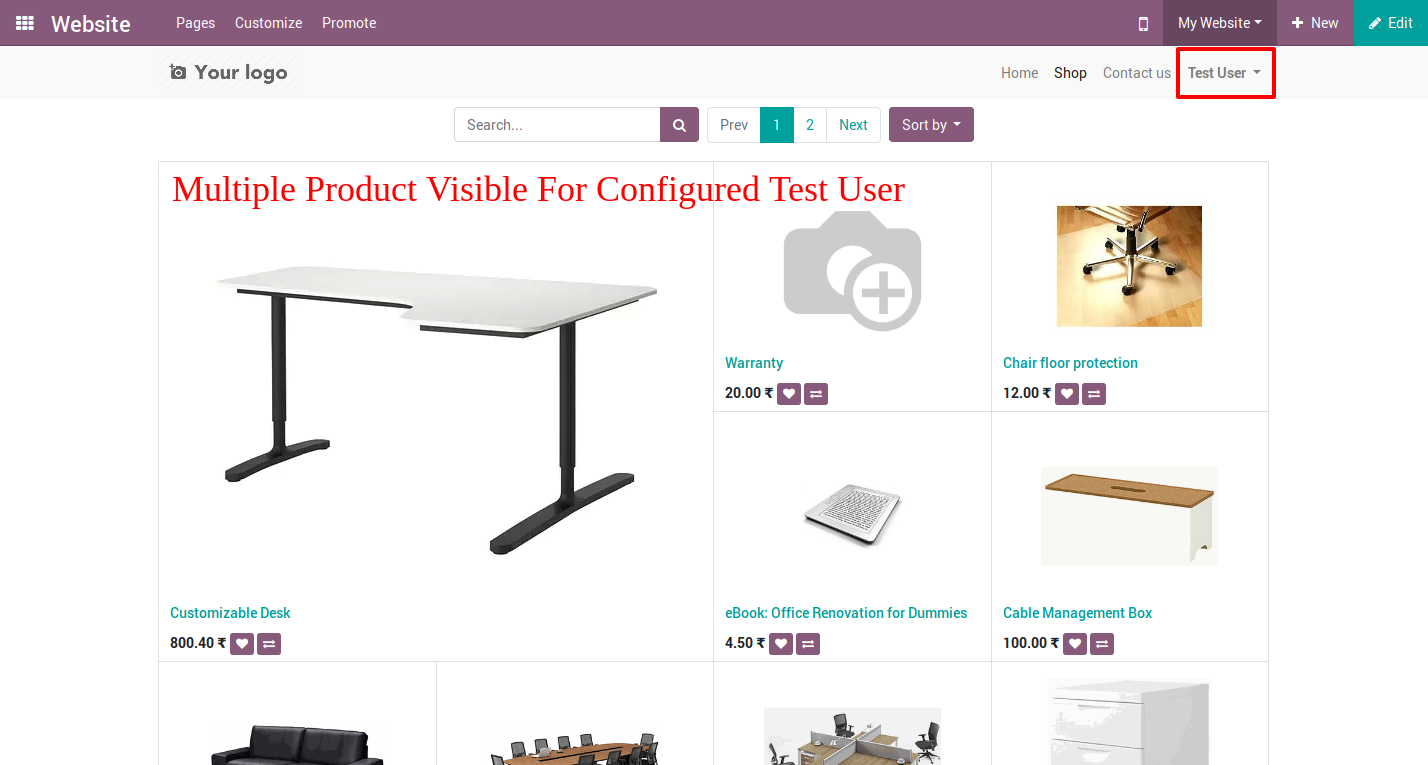 Website
Pages
Customize
Promote
My Website
New
Edit
Your logo
Home
Shop
Contact us
Test User
Search...
Prev
1
2
Next
Sort by
Multiple Product Visible For Configured Test User
Warranty
20.00 ₹
Chair floor protection
12.00 ₹
Customizable Desk
800.40 ₹
eBook: Office Renovation for Dummies
4.50 ₹
Cable Management Box
100.00 ₹